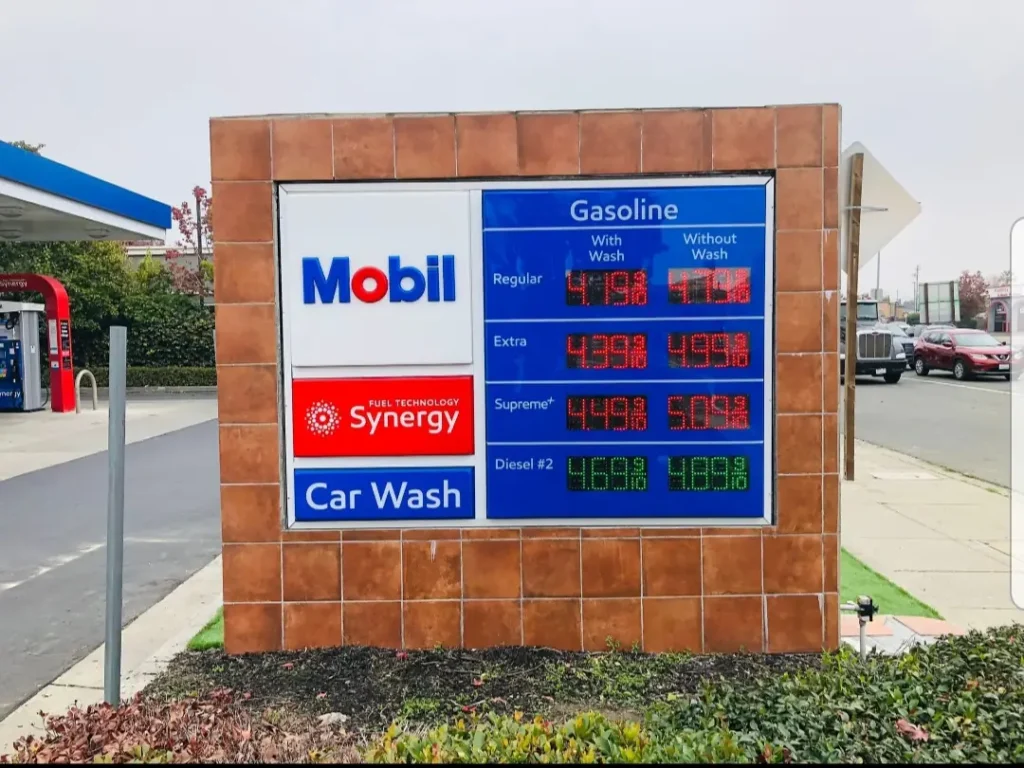 Gasoline
With Wash
Without Wash
Mobil
Regular 4.19 9/10 4.79 9/10
Extra 4.39 9/10 4.99 9/10
FUEL TECHNOLOGY
Synergy
Supreme+ 4.49 9/10 5.09 9/10
Diesel #2 4.69 9/10 4.89 9/10
Car Wash
Synergy